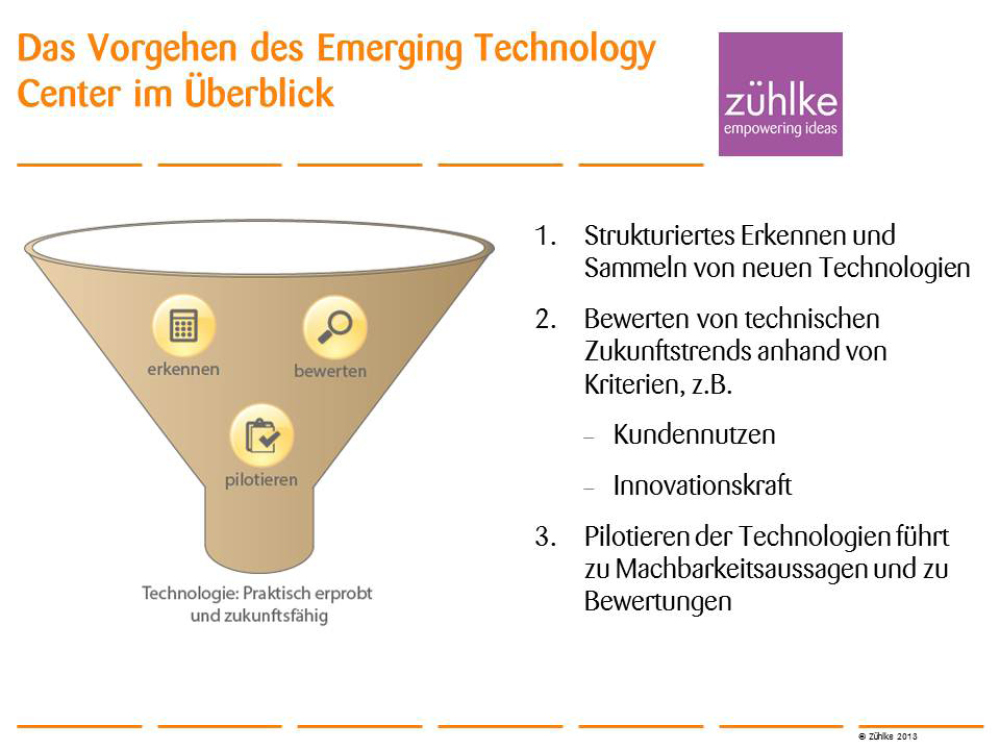 Das Vorgehen des Emerging Technology
Center im Überblick
zühlke
empowering ideas
erkennen
bewerten
pilotieren
Technologie: Praktisch erprobt
und zukunftsfähig
1. Strukturiertes Erkennen und
Sammeln von neuen Technologien
2. Bewerten von technischen
Zukunftstrends anhand von
Kriterien, z.B.
– Kundennutzen
– Innovationskraft
3. Pilotieren der Technologien führt
zu Machbarkeitsaussagen und zu
Bewertungen
© Zühlke 2013